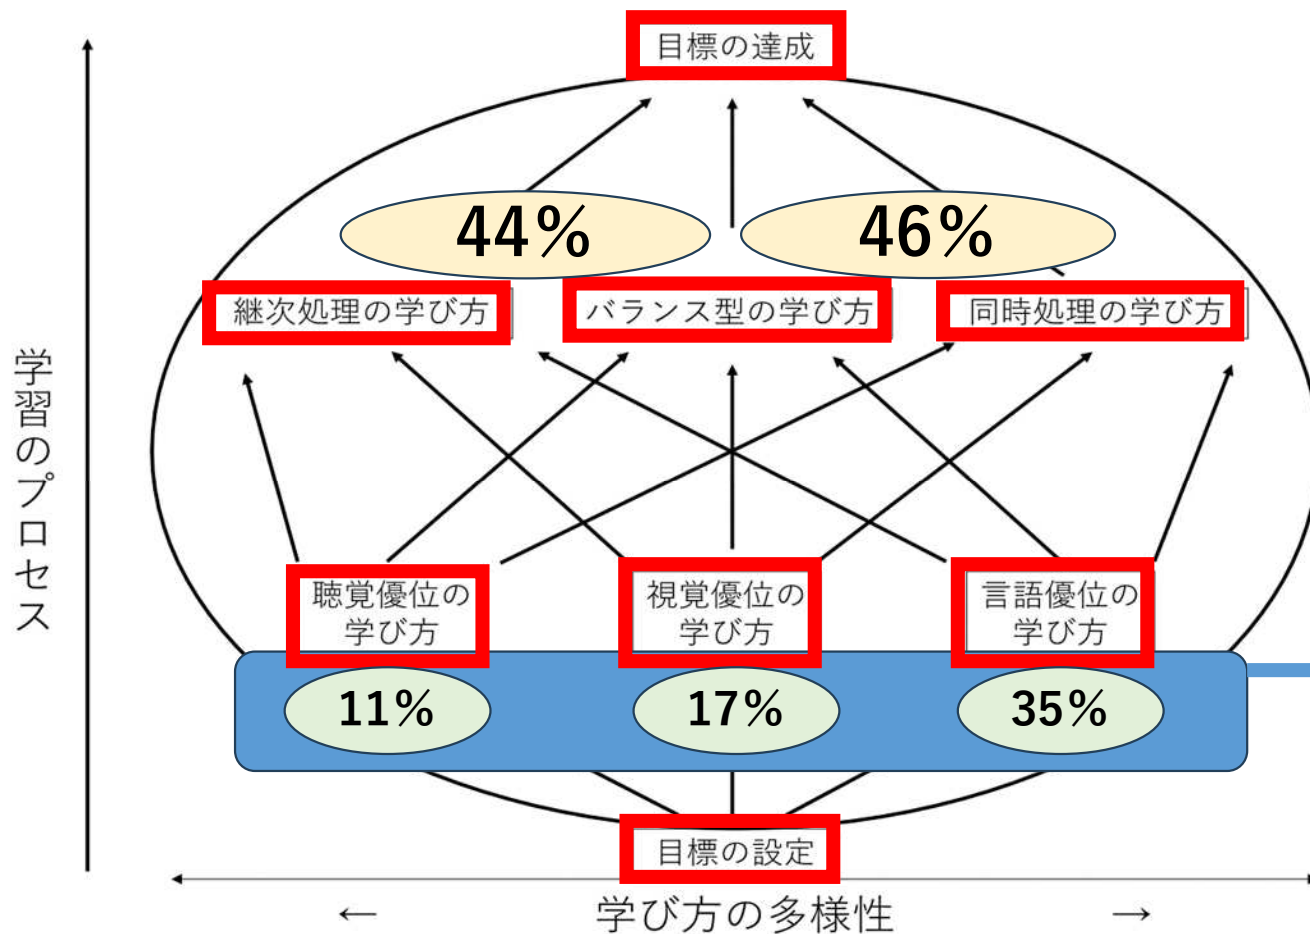 目標の達成
44%
46%
継次処理の学び方
バランス型の学び方
同時処理の学び方
学習のプロセス
聴覚優位の
学び方
視覚優位の
学び方
言語優位の
学び方
11%
17%
35%
目標の設定
← 学び方の多様性 →